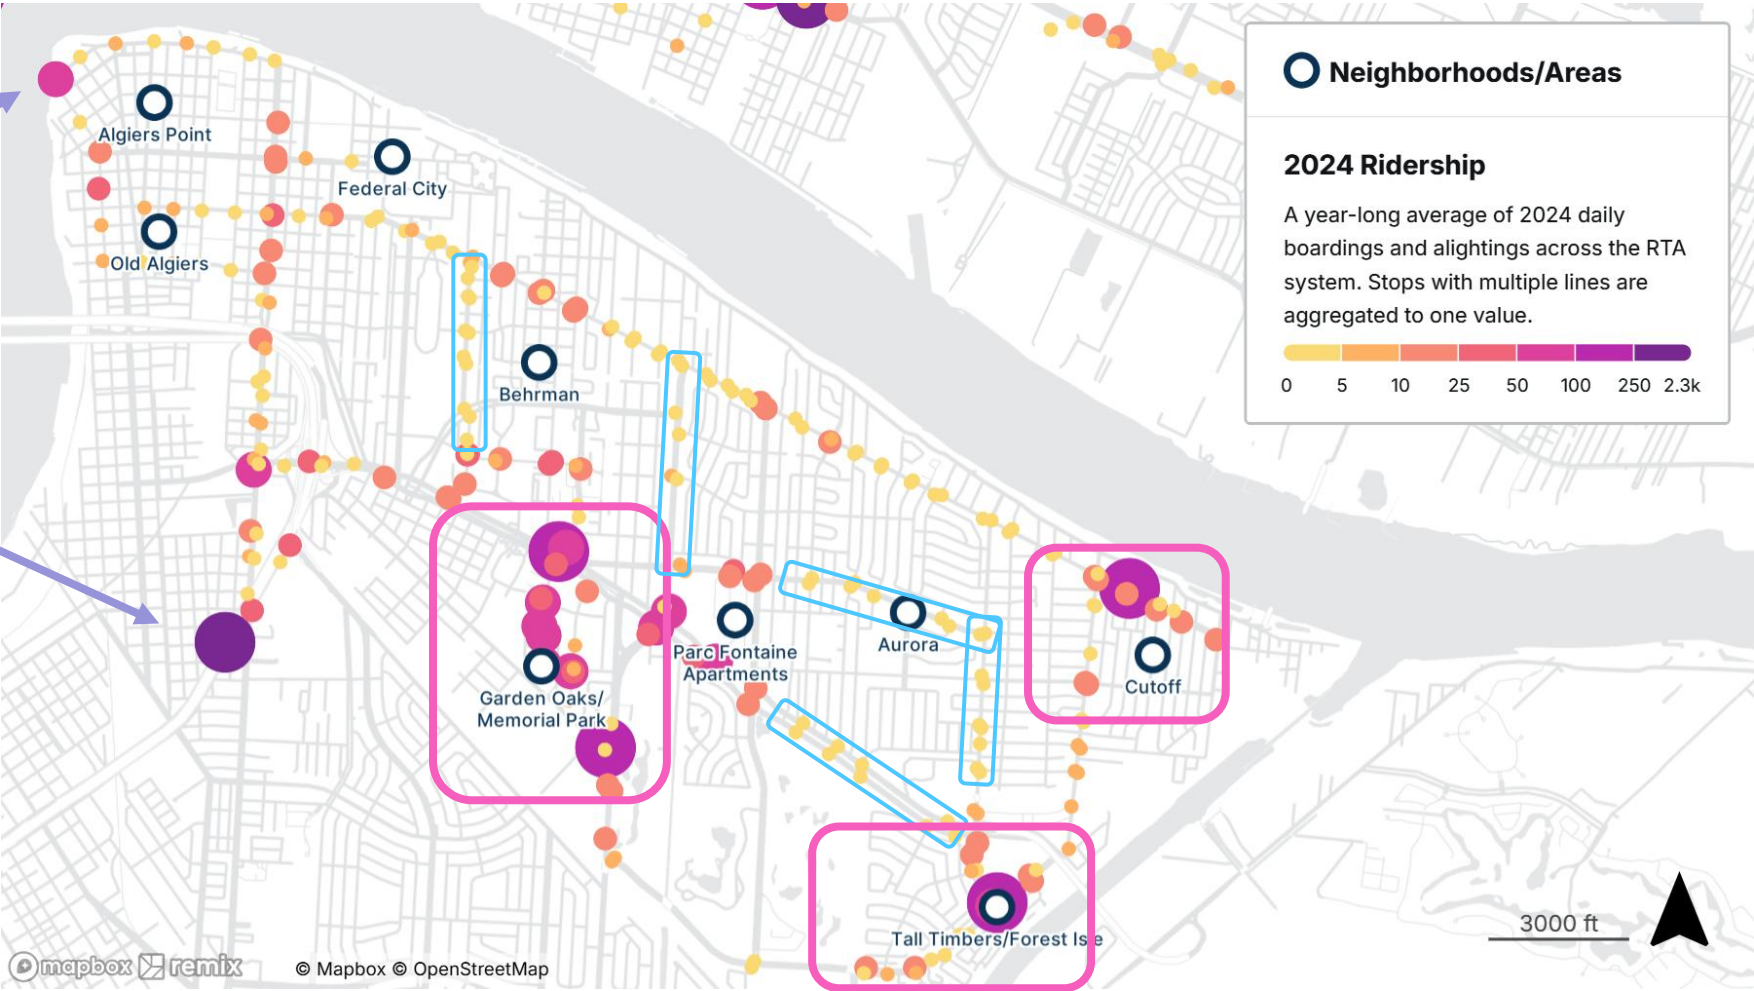 Neighborhoods/Areas
2024 Ridership
A year-long average of 2024 daily
boardings and alightings across the RTA
system. Stops with multiple lines are
aggregated to one value.
0 5 10 25 50 100 250 2.3k
Algiers Point
Federal City
Old Algiers
Behrman
Parc Fontaine
Apartments
Aurora
Cutoff
Garden Oaks/
Memorial Park
Tall Timbers/Forest Isle
3000 ft
mapbox remix © Mapbox © OpenStreetMap